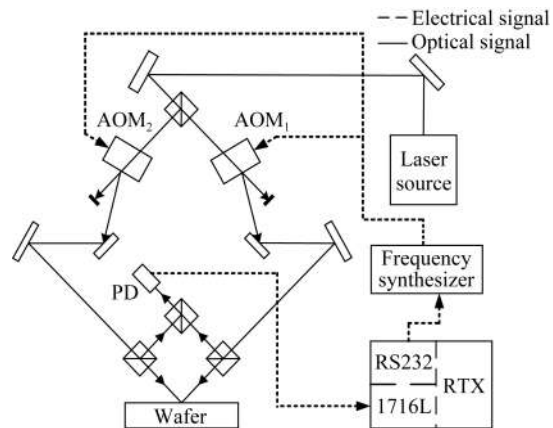 Electrical signal
Optical signal
AOM2
AOM1
Laser
source
PD
Frequency
synthesizer
RS232
RTX
1716L
Wafer